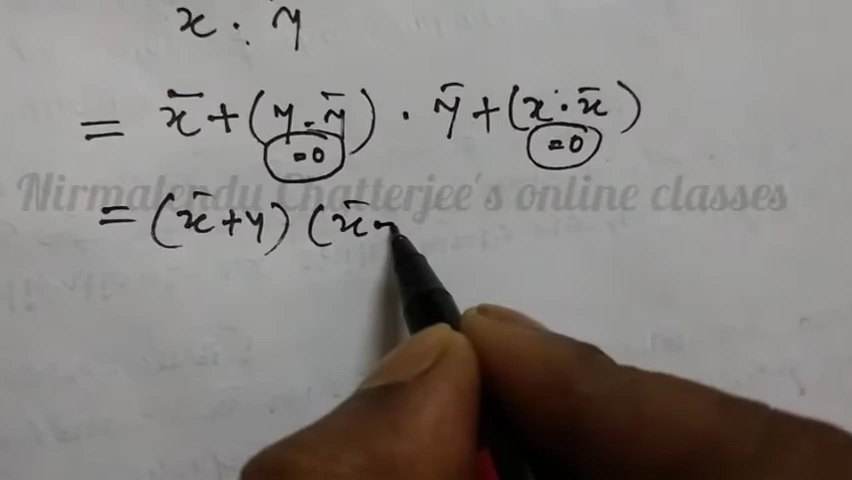 x̄ . ȳ
= x̄ + (y . ȳ) . ȳ + (x . x̄)
=0 =0
Nirmalendu Chatterjee's online classes
= (x̄ + y) (x̄